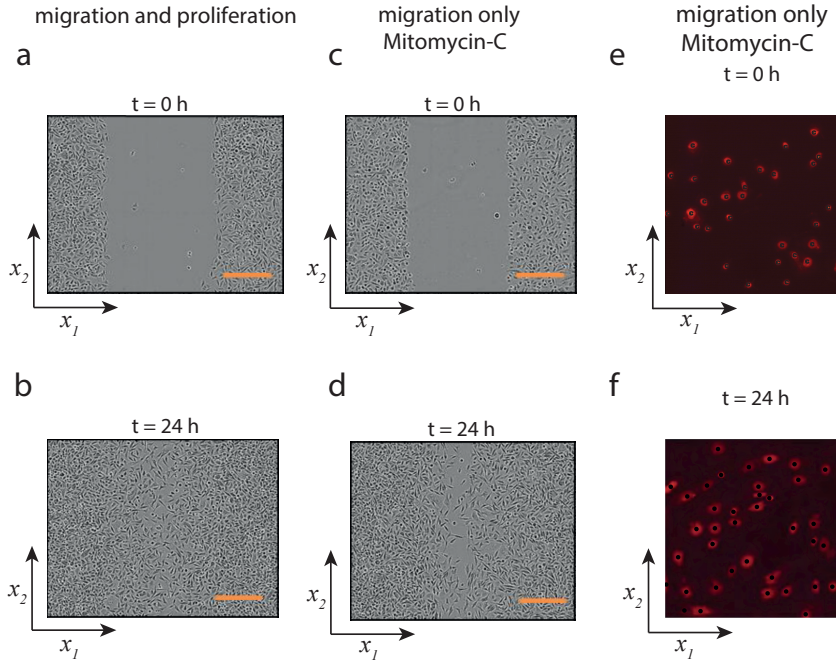 migration and proliferation
migration only
Mitomycin-C
migration only
Mitomycin-C
a
c
e
t = 0 h
t = 0 h
t = 0 h
x2
x1
x2
x1
x2
x1
b
d
f
t = 24 h
t = 24 h
t = 24 h
x2
x1
x2
x1
x2
x1